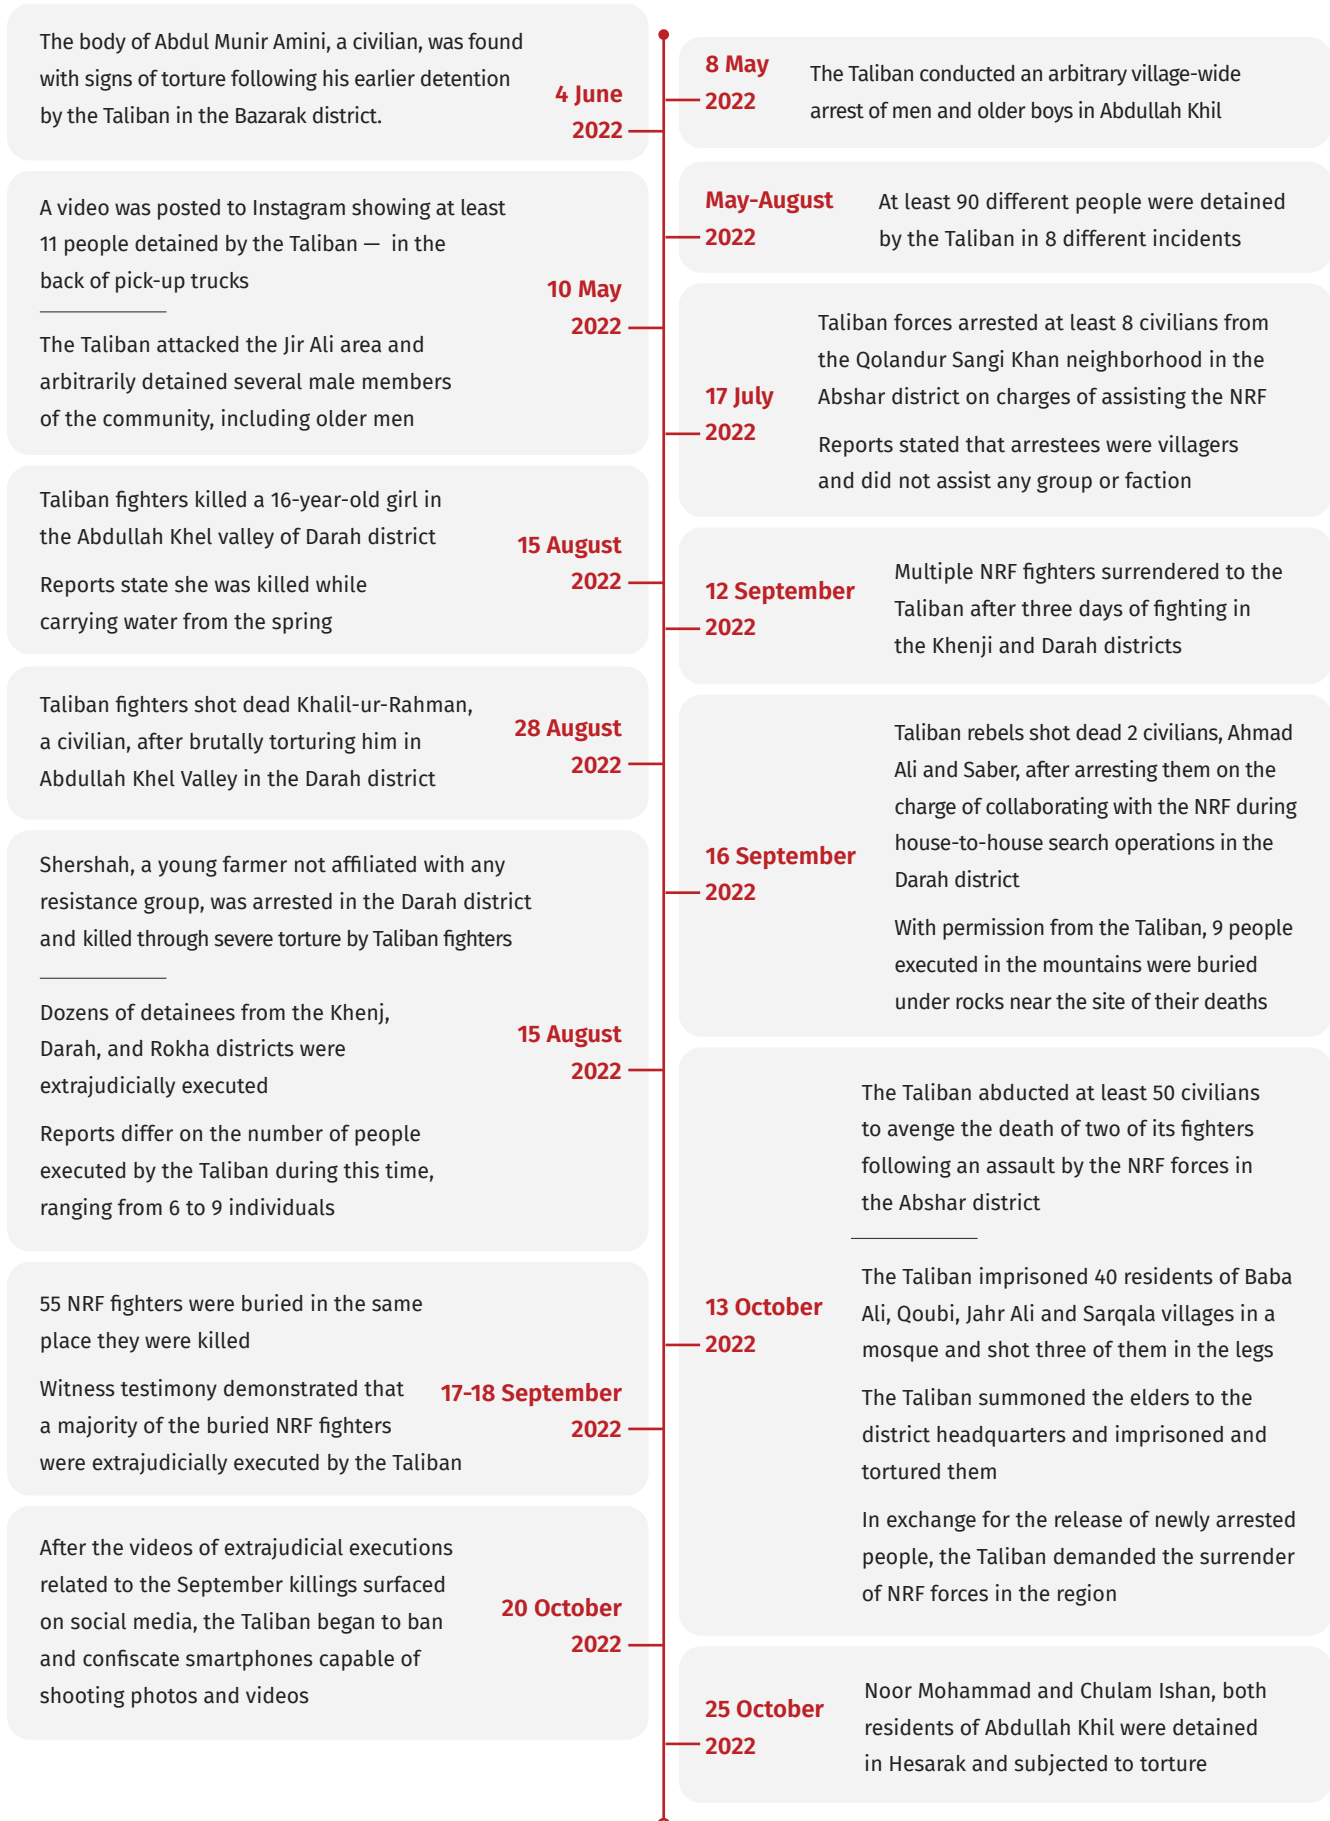 The body of Abdul Munir Amini, a civilian, was found
with signs of torture following his earlier detention
by the Taliban in the Bazarak district.
4 June
2022
8 May
2022
The Taliban conducted an arbitrary village-wide
arrest of men and older boys in Abdullah Khil
A video was posted to Instagram showing at least
11 people detained by the Taliban — in the
back of pick-up trucks
The Taliban attacked the Jir Ali area and
arbitrarily detained several male members
of the community, including older men
10 May
2022
May-August
2022
At least 90 different people were detained
by the Taliban in 8 different incidents
17 July
2022
Taliban forces arrested at least 8 civilians from
the Qolandur Sangi Khan neighborhood in the
Abshar district on charges of assisting the NRF
Reports stated that arrestees were villagers
and did not assist any group or faction
Taliban fighters killed a 16-year-old girl in
the Abdullah Khel valley of Darah district
Reports state she was killed while
carrying water from the spring
15 August
2022
12 September
2022
Multiple NRF fighters surrendered to the
Taliban after three days of fighting in
the Khenji and Darah districts
Taliban fighters shot dead Khalil-ur-Rahman,
a civilian, after brutally torturing him in
Abdullah Khel Valley in the Darah district
28 August
2022
16 September
2022
Taliban rebels shot dead 2 civilians, Ahmad
Ali and Saber, after arresting them on the
charge of collaborating with the NRF during
house-to-house search operations in the
Darah district
With permission from the Taliban, 9 people
executed in the mountains were buried
under rocks near the site of their deaths
Shershah, a young farmer not affiliated with any
resistance group, was arrested in the Darah district
and killed through severe torture by Taliban fighters
Dozens of detainees from the Khenj,
Darah, and Rokha districts were
extrajudicially executed
Reports differ on the number of people
executed by the Taliban during this time,
ranging from 6 to 9 individuals
15 August
2022
13 October
2022
The Taliban abducted at least 50 civilians
to avenge the death of two of its fighters
following an assault by the NRF forces in
the Abshar district
The Taliban imprisoned 40 residents of Baba
Ali, Qoubi, Jahr Ali and Sarqala villages in a
mosque and shot three of them in the legs
The Taliban summoned the elders to the
district headquarters and imprisoned and
tortured them
In exchange for the release of newly arrested
people, the Taliban demanded the surrender
of NRF forces in the region
55 NRF fighters were buried in the same
place they were killed
Witness testimony demonstrated that
a majority of the buried NRF fighters
were extrajudicially executed by the Taliban
17-18 September
2022
After the videos of extrajudicial executions
related to the September killings surfaced
on social media, the Taliban began to ban
and confiscate smartphones capable of
shooting photos and videos
20 October
2022
25 October
2022
Noor Mohammad and Chulam Ishan, both
residents of Abdullah Khil were detained
in Hesarak and subjected to torture